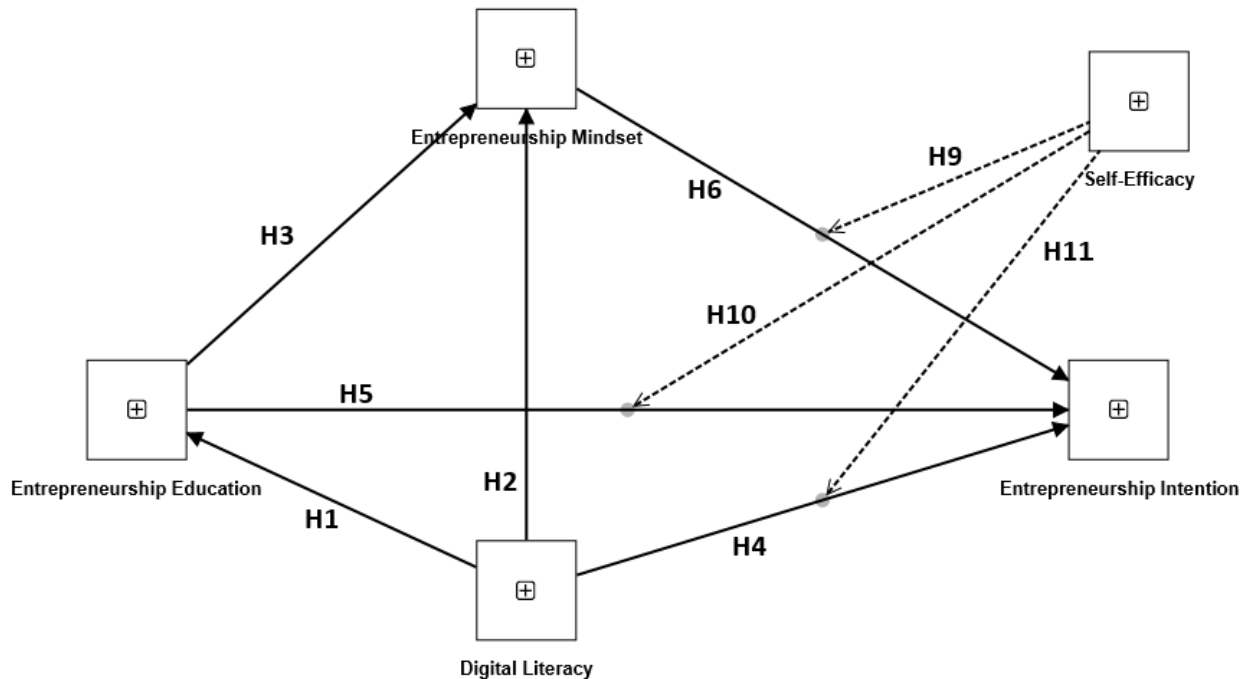 Entrepreneurship Mindset
H9
Self-Efficacy
H6
H3
H11
H10
H5
Entrepreneurship Education
H2
Entrepreneurship Intention
H1
H4
Digital Literacy